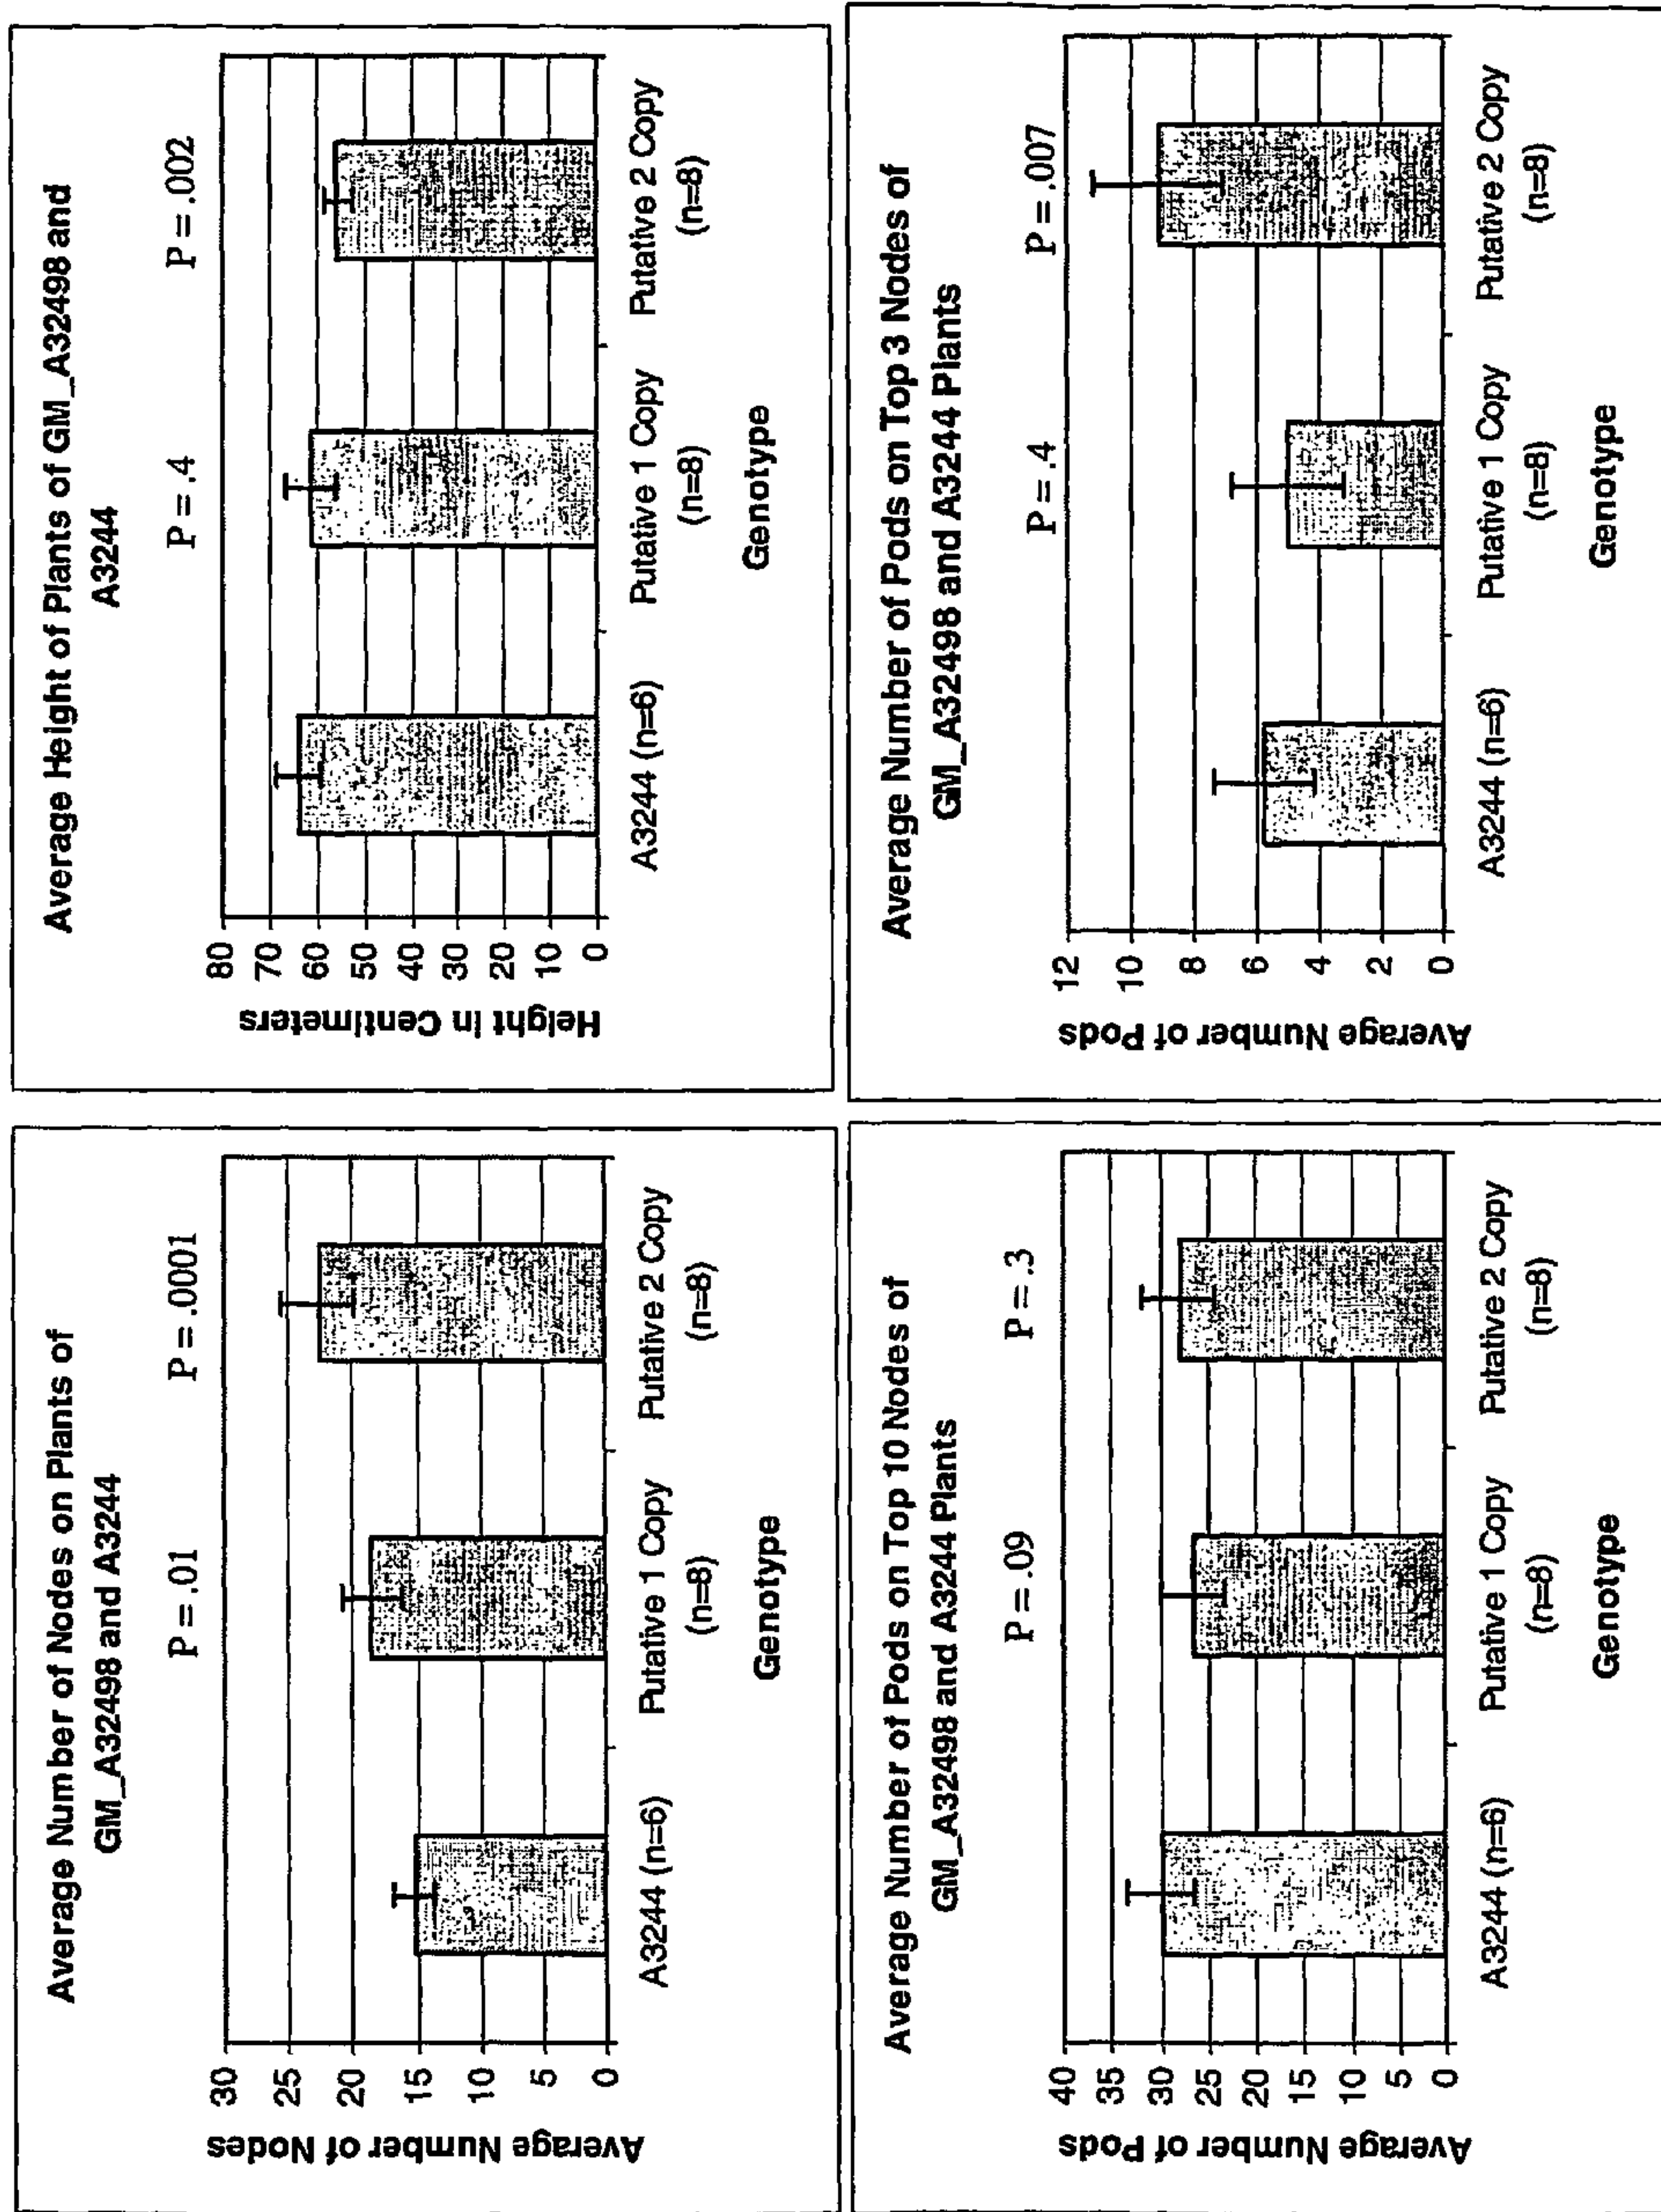 Average Number of Nodes on Plants of
GM_A32498 and A3244
P = .01
P = .0001
Average Number of Nodes
30
25
20
15
10
5
0
A3244 (n=6)
Putative 1 Copy
(n=8)
Putative 2 Copy
(n=8)
Genotype
Average Height of Plants of GM_A32498 and
A3244
P = .4
P = .002
Height in Centimeters
80
70
60
50
40
30
20
10
0
A3244 (n=6)
Putative 1 Copy
(n=8)
Putative 2 Copy
(n=8)
Genotype
Average Number of Pods on Top 10 Nodes of
GM_A32498 and A3244 Plants
P = .09
P = .3
Average Number of Pods
40
35
30
25
20
15
10
5
0
A3244 (n=6)
Putative 1 Copy
(n=8)
Putative 2 Copy
(n=8)
Genotype
Average Number of Pods on Top 3 Nodes of
GM_A32498 and A3244 Plants
P = .4
P = .007
Average Number of Pods
12
10
8
6
4
2
0
A3244 (n=6)
Putative 1 Copy
(n=8)
Putative 2 Copy
(n=8)
Genotype